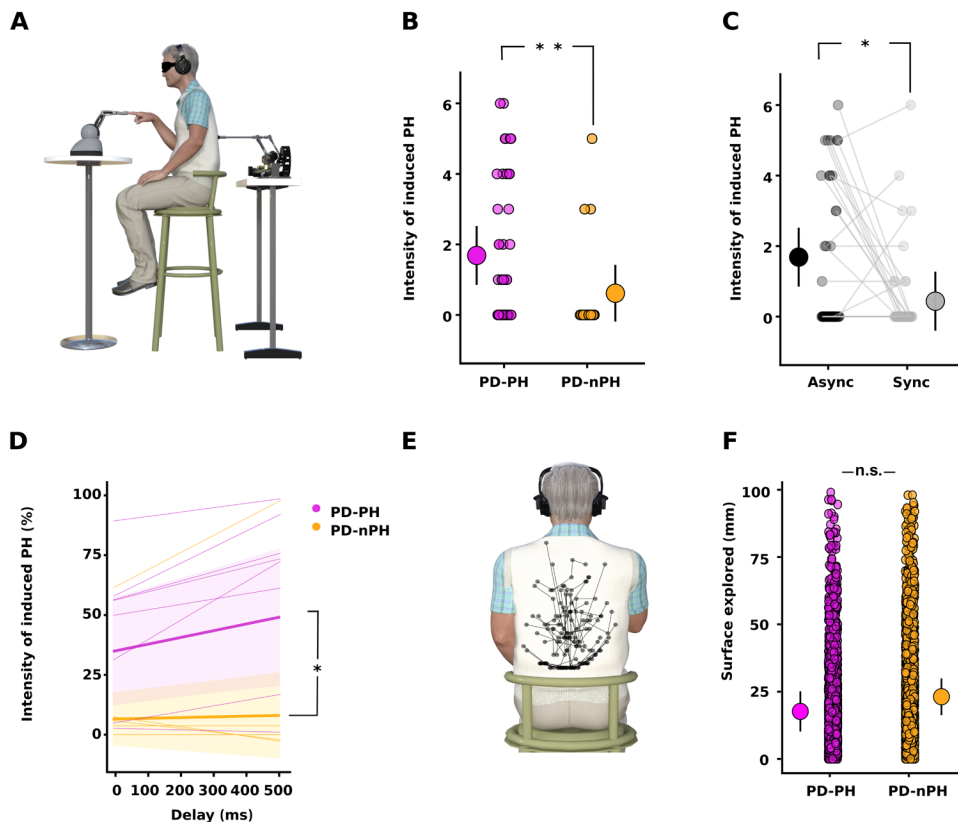 A
B
* *
Intensity of induced PH
6
4
2
0
PD-PH PD-nPH
C
*
Intensity of induced PH
6
4
2
0
Async Sync
D
Intensity of induced PH (%)
100
75
50
25
0
0 100 200 300 400 500
Delay (ms)
PD-PH
PD-nPH
*
E
F
n.s.
Surface explored (mm)
100
75
50
25
0
PD-PH PD-nPH